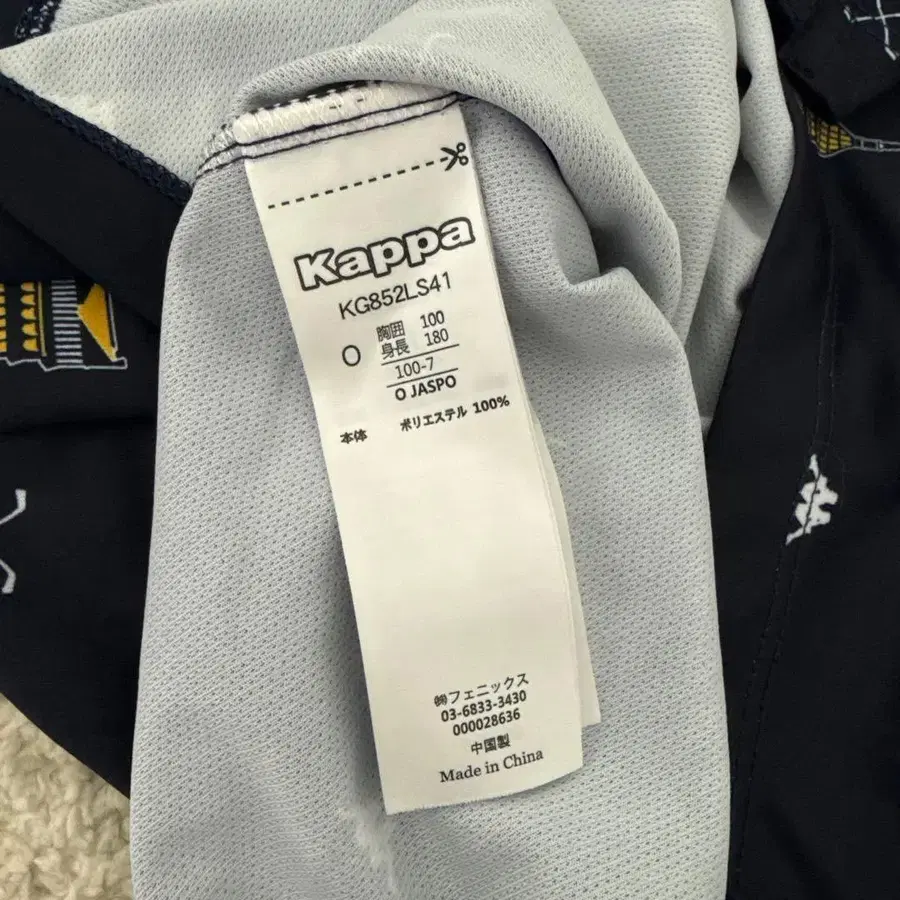 Kappa
KG852LS41
O 胸囲 100
身長 180
100-7
O JASPO
本体 ポリエステル 100%
㈱フェニックス
03-6833-3430
000028636
中国製
Made in China